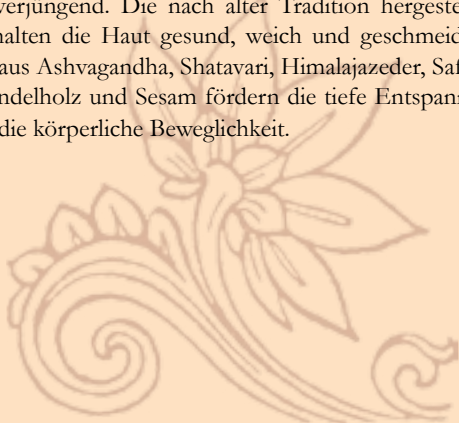 verjüngend. Die nach alter Tradition hergeste
halten die Haut gesund, weich und geschmeid
aus Ashvagandha, Shatavari, Himalajazeder, Saf
ndelholz und Sesam fördern die tiefe Entspan
die körperliche Beweglichkeit.